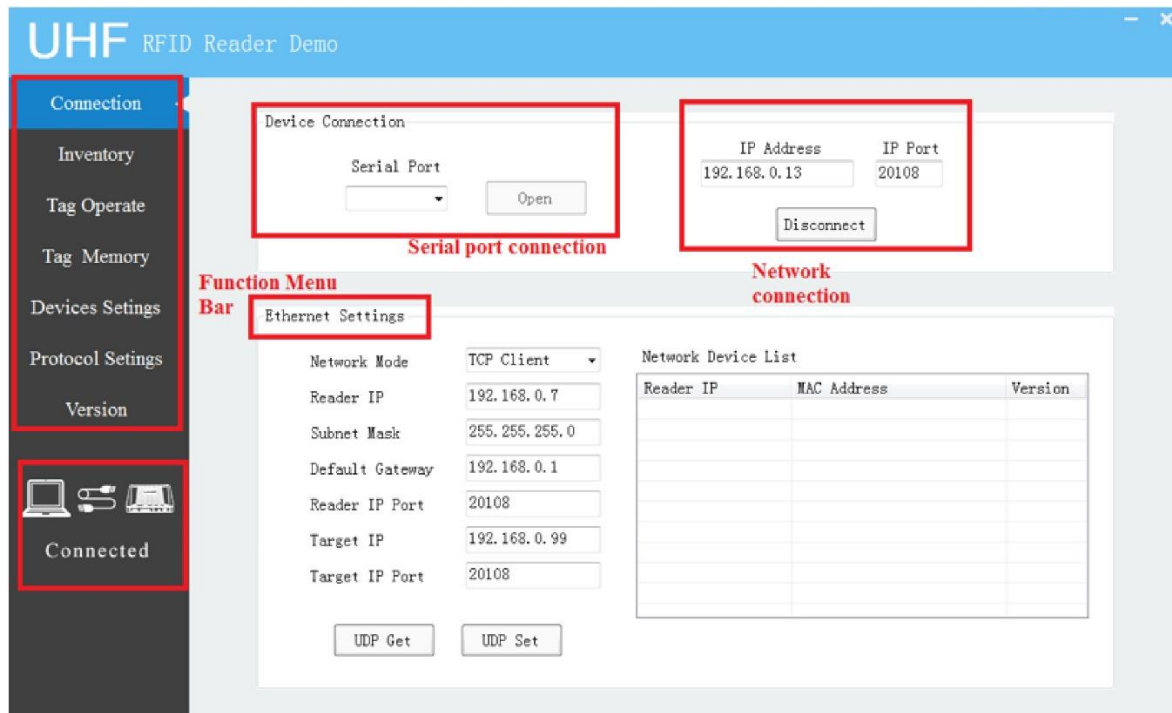 UHF RFID Reader Demo
Connection
Inventory
Tag Operate
Tag Memory
Devices Setings
Protocol Setings
Version
Connected
Function Menu
Bar
Device Connection
Serial Port
Open
Serial port connection
IP Address IP Port
192.168.0.13 20108
Disconnect
Network
connection
Ethernet Settings
Network Mode TCP Client
Reader IP 192.168.0.7
Subnet Mask 255.255.255.0
Default Gateway 192.168.0.1
Reader IP Port 20108
Target IP 192.168.0.99
Target IP Port 20108
UDP Get UDP Set
Network Device List
Reader IP MAC Address Version